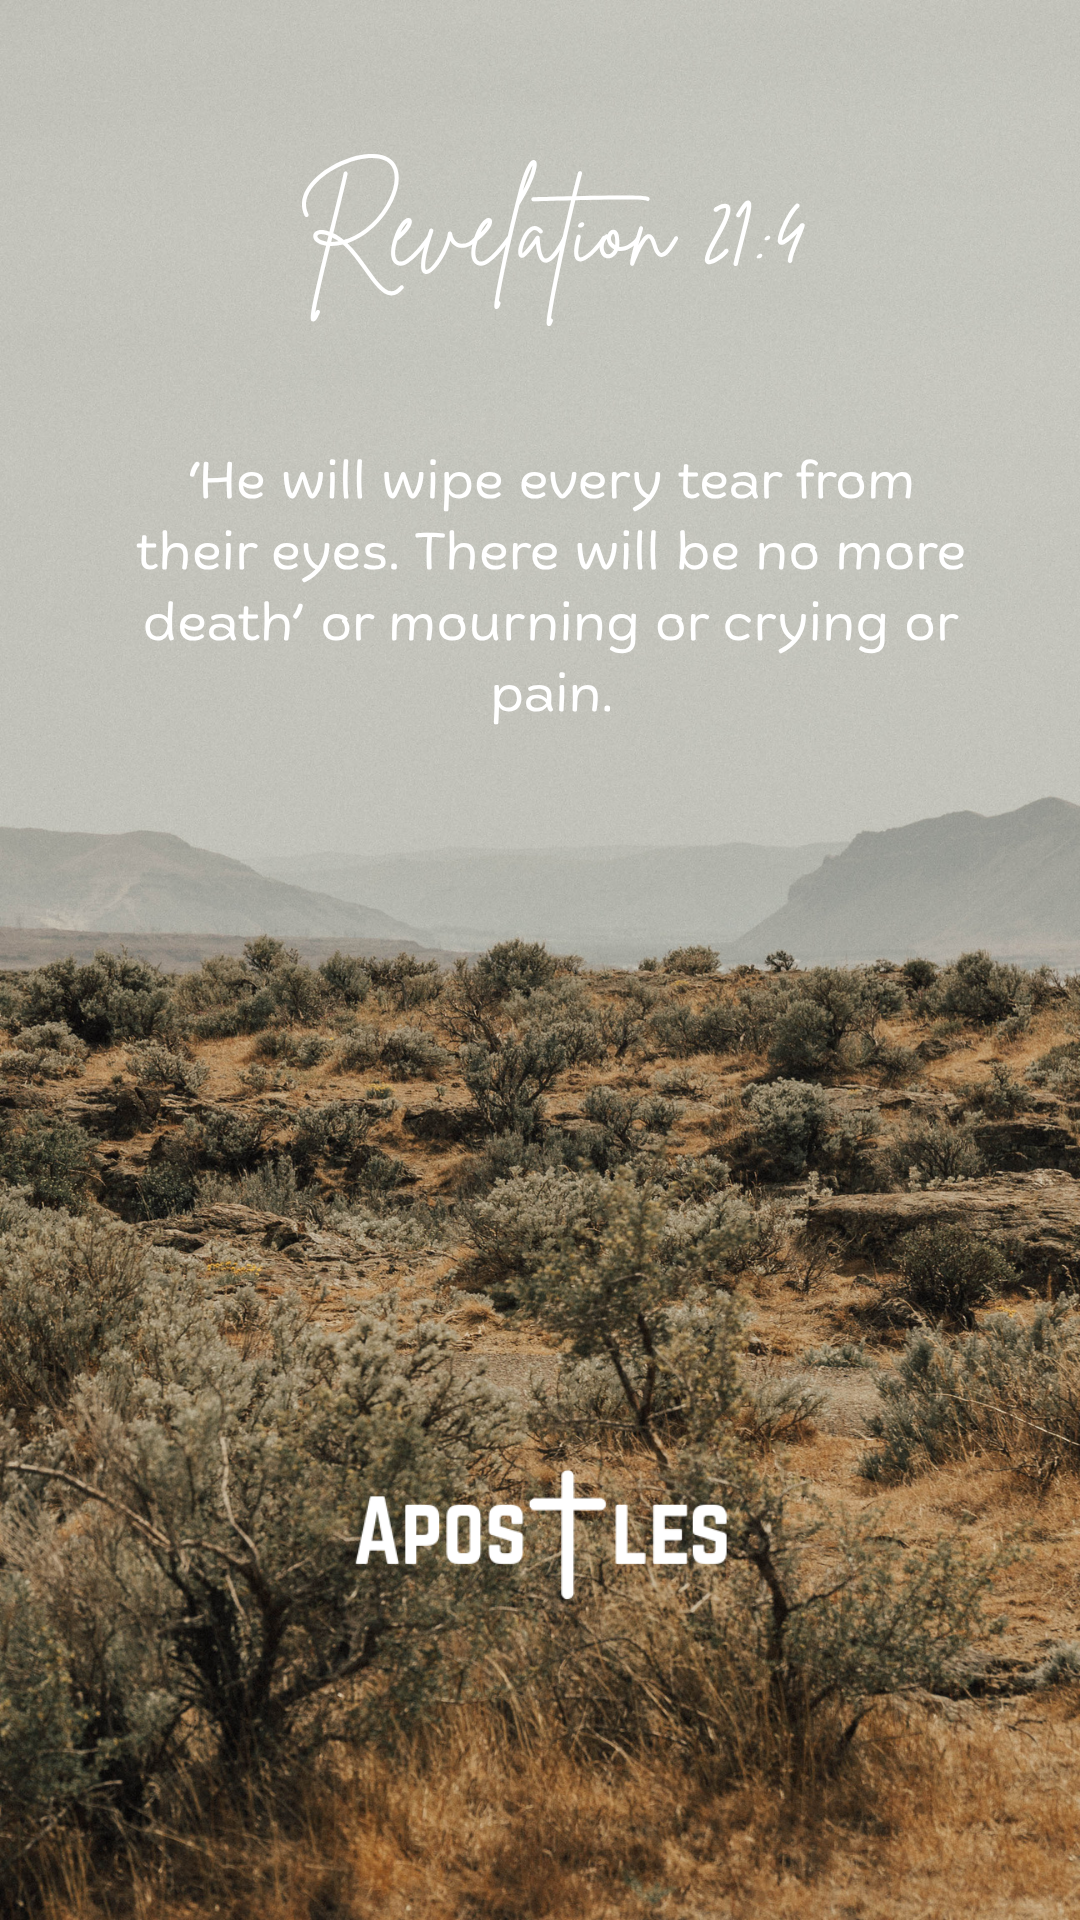 Revelation 21:4
‘He will wipe every tear from
their eyes. There will be no more
death’ or mourning or crying or
pain.
APOSTLES